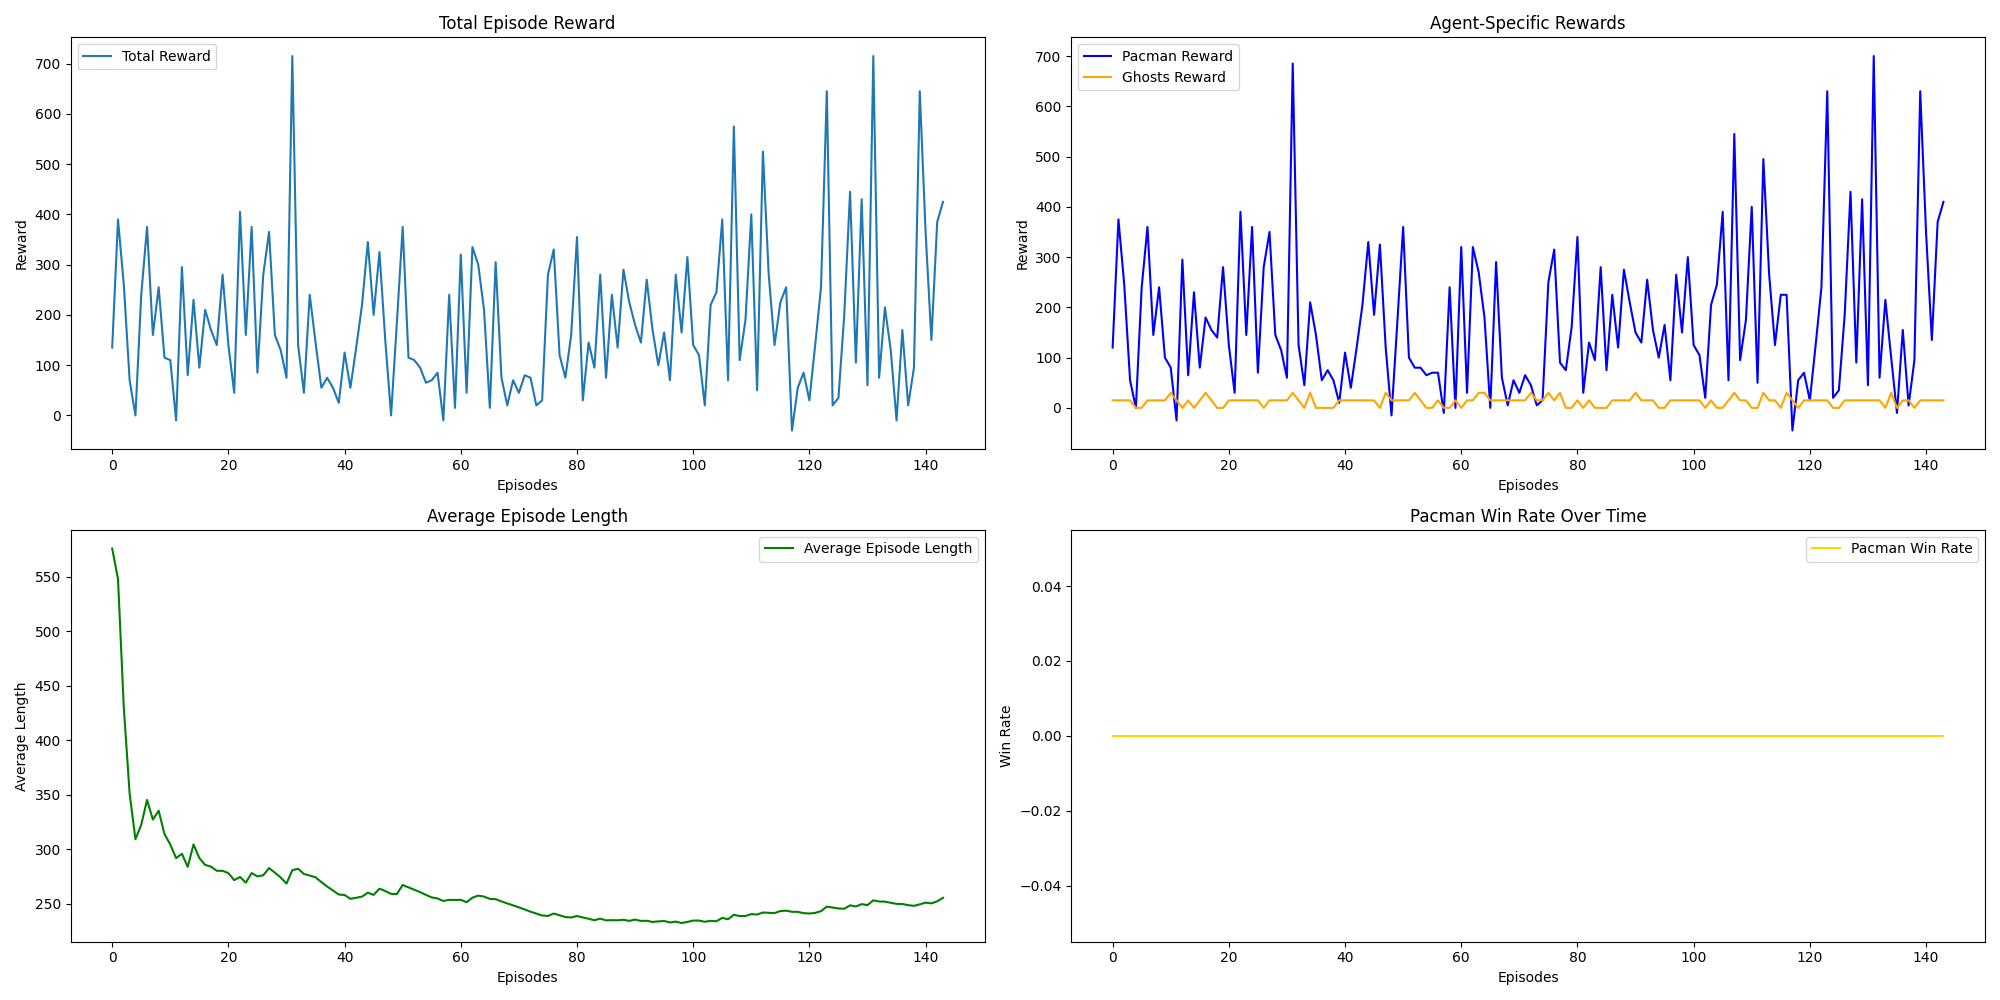 Total Episode Reward
Total Reward
700
600
500
400
300
200
100
0
Reward
0 20 40 60 80 100 120 140
Episodes
Agent-Specific Rewards
Pacman Reward
Ghosts Reward
700
600
500
400
300
200
100
0
Reward
0 20 40 60 80 100 120 140
Episodes
Average Episode Length
Average Episode Length
550
500
450
400
350
300
250
Average Length
0 20 40 60 80 100 120 140
Episodes
Pacman Win Rate Over Time
Pacman Win Rate
0.04
0.02
0.00
−0.02
−0.04
Win Rate
0 20 40 60 80 100 120 140
Episodes